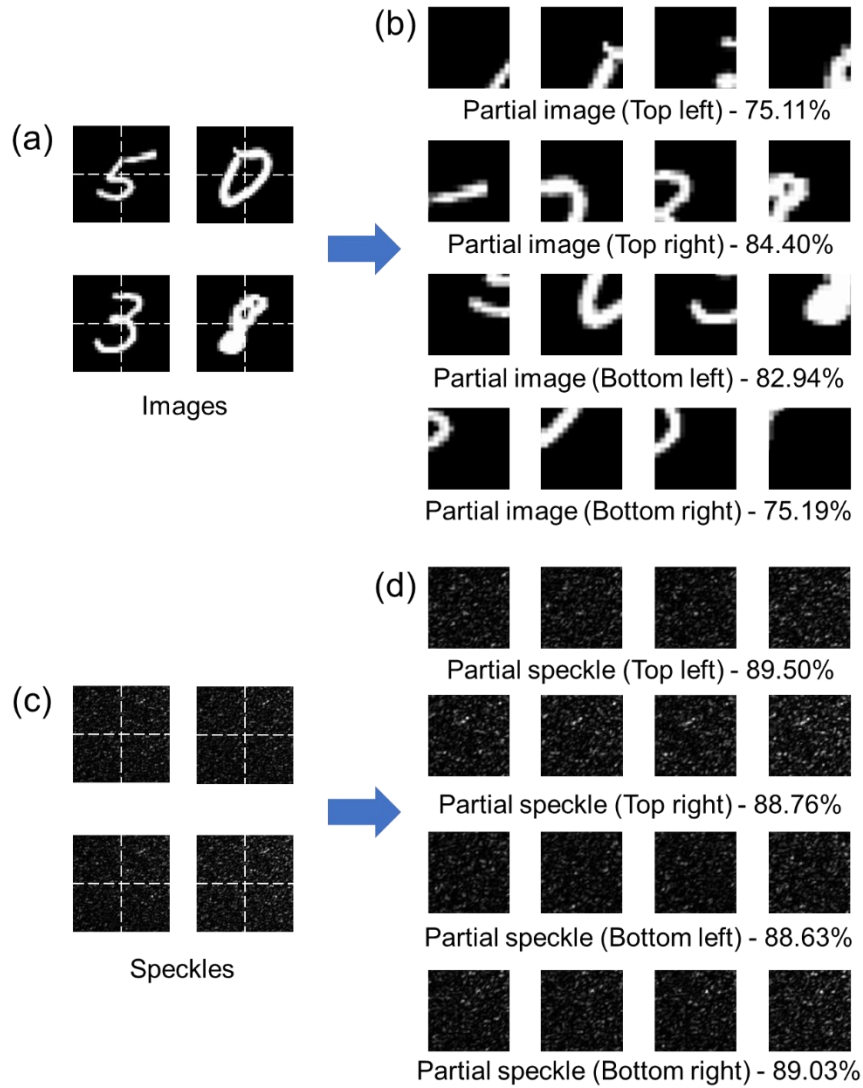 (a)
Images
(b)
Partial image (Top left) - 75.11%
Partial image (Top right) - 84.40%
Partial image (Bottom left) - 82.94%
Partial image (Bottom right) - 75.19%
(c)
Speckles
(d)
Partial speckle (Top left) - 89.50%
Partial speckle (Top right) - 88.76%
Partial speckle (Bottom left) - 88.63%
Partial speckle (Bottom right) - 89.03%